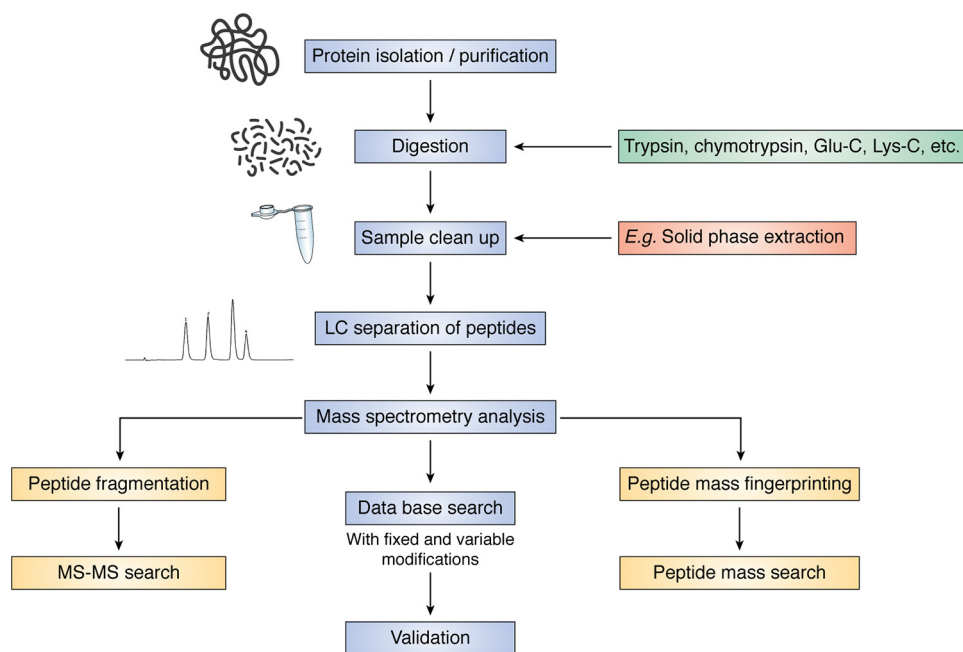 Protein isolation / purification
Digestion
Trypsin, chymotrypsin, Glu-C, Lys-C, etc.
Sample clean up
E.g. Solid phase extraction
LC separation of peptides
1
2
Mass spectrometry analysis
Peptide fragmentation
Data base search
With fixed and variable
modifications
Peptide mass fingerprinting
MS-MS search
Peptide mass search
Validation